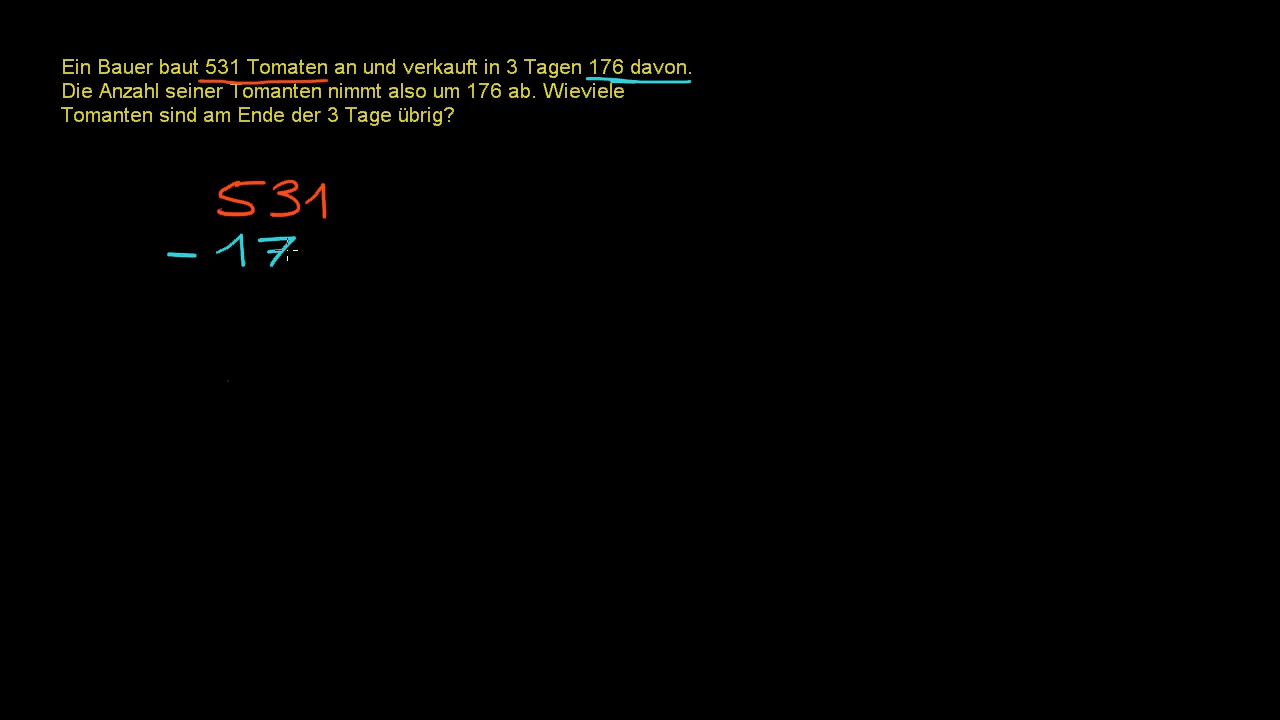 Ein Bauer baut 531 Tomaten an und verkauft in 3 Tagen 176 davon.
Die Anzahl seiner Tomanten nimmt also um 176 ab. Wieviele
Tomanten sind am Ende der 3 Tage übrig?
531
- 17